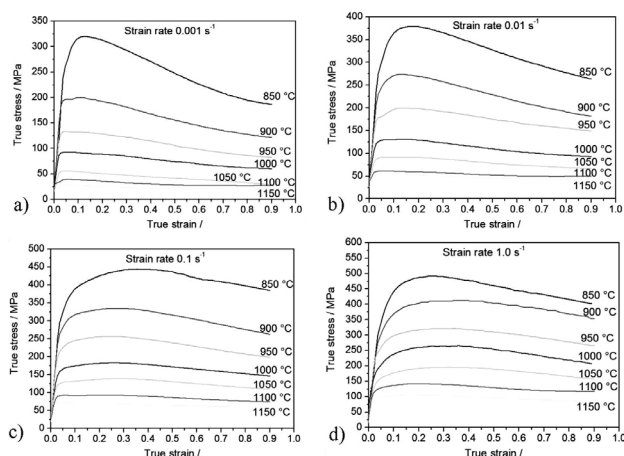 Strain rate 0.001 s⁻¹
True stress / MPa
350
300
250
200
150
100
50
0
850 °C
900 °C
950 °C
1000 °C
1050 °C
1100 °C
1150 °C
0.0 0.1 0.2 0.3 0.4 0.5 0.6 0.7 0.8 0.9 1.0
True strain /
a)
Strain rate 0.01 s⁻¹
True stress / MPa
400
350
300
250
200
150
100
50
0
850 °C
900 °C
950 °C
1000 °C
1050 °C
1100 °C
1150 °C
0.0 0.1 0.2 0.3 0.4 0.5 0.6 0.7 0.8 0.9 1.0
True strain /
b)
Strain rate 0.1 s⁻¹
True stress / MPa
500
450
400
350
300
250
200
150
100
50
0
850 °C
900 °C
950 °C
1000 °C
1050 °C
1100 °C
1150 °C
0.0 0.1 0.2 0.3 0.4 0.5 0.6 0.7 0.8 0.9 1.0
True strain /
c)
Strain rate 1.0 s⁻¹
True stress / MPa
600
550
500
450
400
350
300
250
200
150
100
50
0
850 °C
900 °C
950 °C
1000 °C
1050 °C
1100 °C
1150 °C
0.0 0.1 0.2 0.3 0.4 0.5 0.6 0.7 0.8 0.9 1.0
True strain /
d)